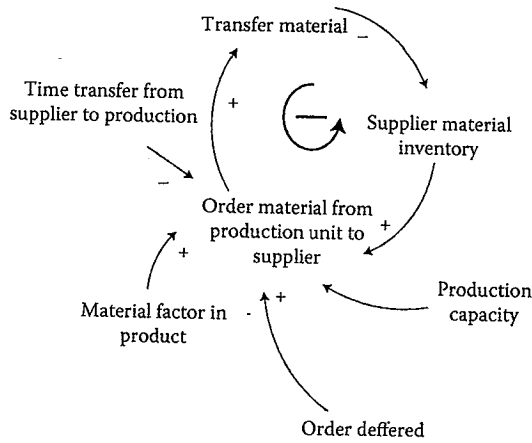 Transfer material
–
Time transfer from
supplier to production
+
Supplier material
inventory
–
Order material from
production unit to
supplier
+
+
Material factor in
product
+
Production
capacity
Order deffered